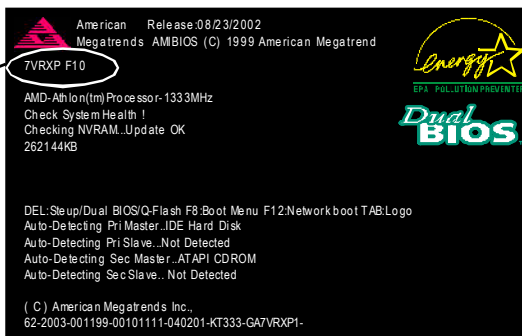 American Release:08/23/2002
Megatrends AMIBIOS (C) 1999 American Megatrend
7VRXP F10
energy
EPA POLLUTION PREVENTER
AMD-Athlon(tm)Processor-1333MHz
Check System Health !
Checking NVRAM...Update OK
262144KB
Dual
BIOS
DEL:Steup/Dual BIOS/Q-Flash F8:Boot Menu F12:Network boot TAB:Logo
Auto-Detecting Pri Master..IDE Hard Disk
Auto-Detecting Pri Slave...Not Detected
Auto-Detecting Sec Master..ATAPI CDROM
Auto-Detecting Sec Slave.. Not Detected
( C ) American Megatrends Inc.,
62-2003-001199-00101111-040201-KT333-GA7VRXP1-